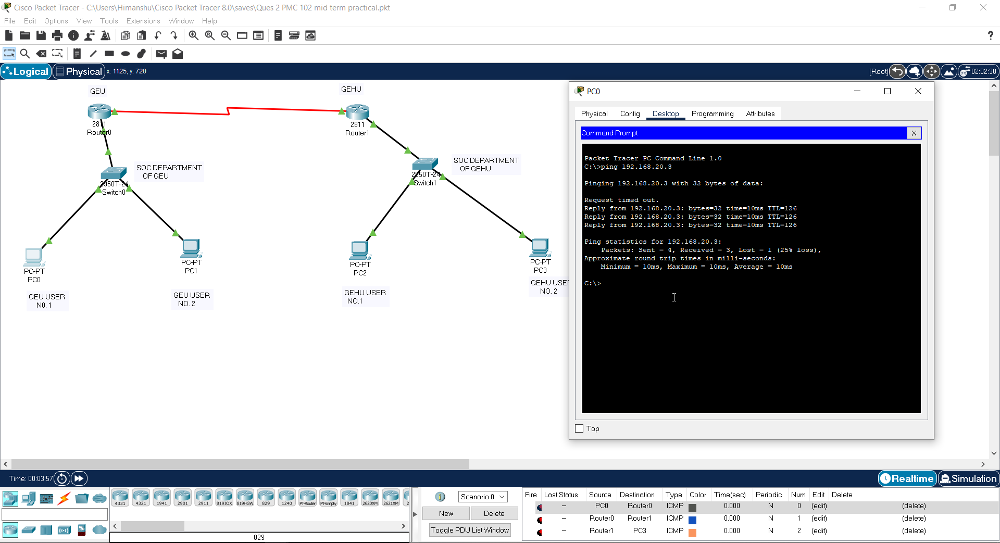 Cisco Packet Tracer - C:\Users\Himanshu\Cisco Packet Tracer 8.0\saves\Ques 2 PMC 102 mid term practical.pkt
File Edit Options View Tools Extensions Window Help
Logical Physical x: 1125, y: 720 [Root] 02:02:30
GEU
GEHU
2811
Router0
2811
Router1
SOC DEPARTMENT
OF GEU
2950T-24
Switch0
SOC DEPARTMENT
OF GEHU
2950T-24
Switch1
PC-PT
PC0
PC-PT
PC1
PC-PT
PC2
PC-PT
PC3
GEU USER
N0. 1
GEU USER
NO. 2
GEHU USER
NO.1
GEHU USER
NO, 2
PC0
Physical Config Desktop Programming Attributes
Command Prompt
X
Packet Tracer PC Command Line 1.0
C:\>ping 192.168.20.3
Pinging 192.168.20.3 with 32 bytes of data:
Request timed out.
Reply from 192.168.20.3: bytes=32 time=10ms TTL=126
Reply from 192.168.20.3: bytes=32 time=10ms TTL=126
Reply from 192.168.20.3: bytes=32 time=10ms TTL=126
Ping statistics for 192.168.20.3:
Packets: Sent = 4, Received = 3, Lost = 1 (25% loss),
Approximate round trip times in milli-seconds:
Minimum = 10ms, Maximum = 10ms, Average = 10ms
C:\>
Top
Time: 00:03:57
Realtime Simulation
4331 4321 1941 2901 2911 819IOX 819HGW 829 1240 PT-Router PT-Empty 1841 2620XM 2621XM 2
829
Scenario 0
New Delete
Toggle PDU List Window
Fire Last Status Source Destination Type Color Time(sec) Periodic Num Edit Delete
– PC0 Router0 ICMP 0.000 N 0 (edit) (delete)
– Router0 Router1 ICMP 0.000 N 1 (edit) (delete)
– Router1 PC3 ICMP 0.000 N 2 (edit) (delete)